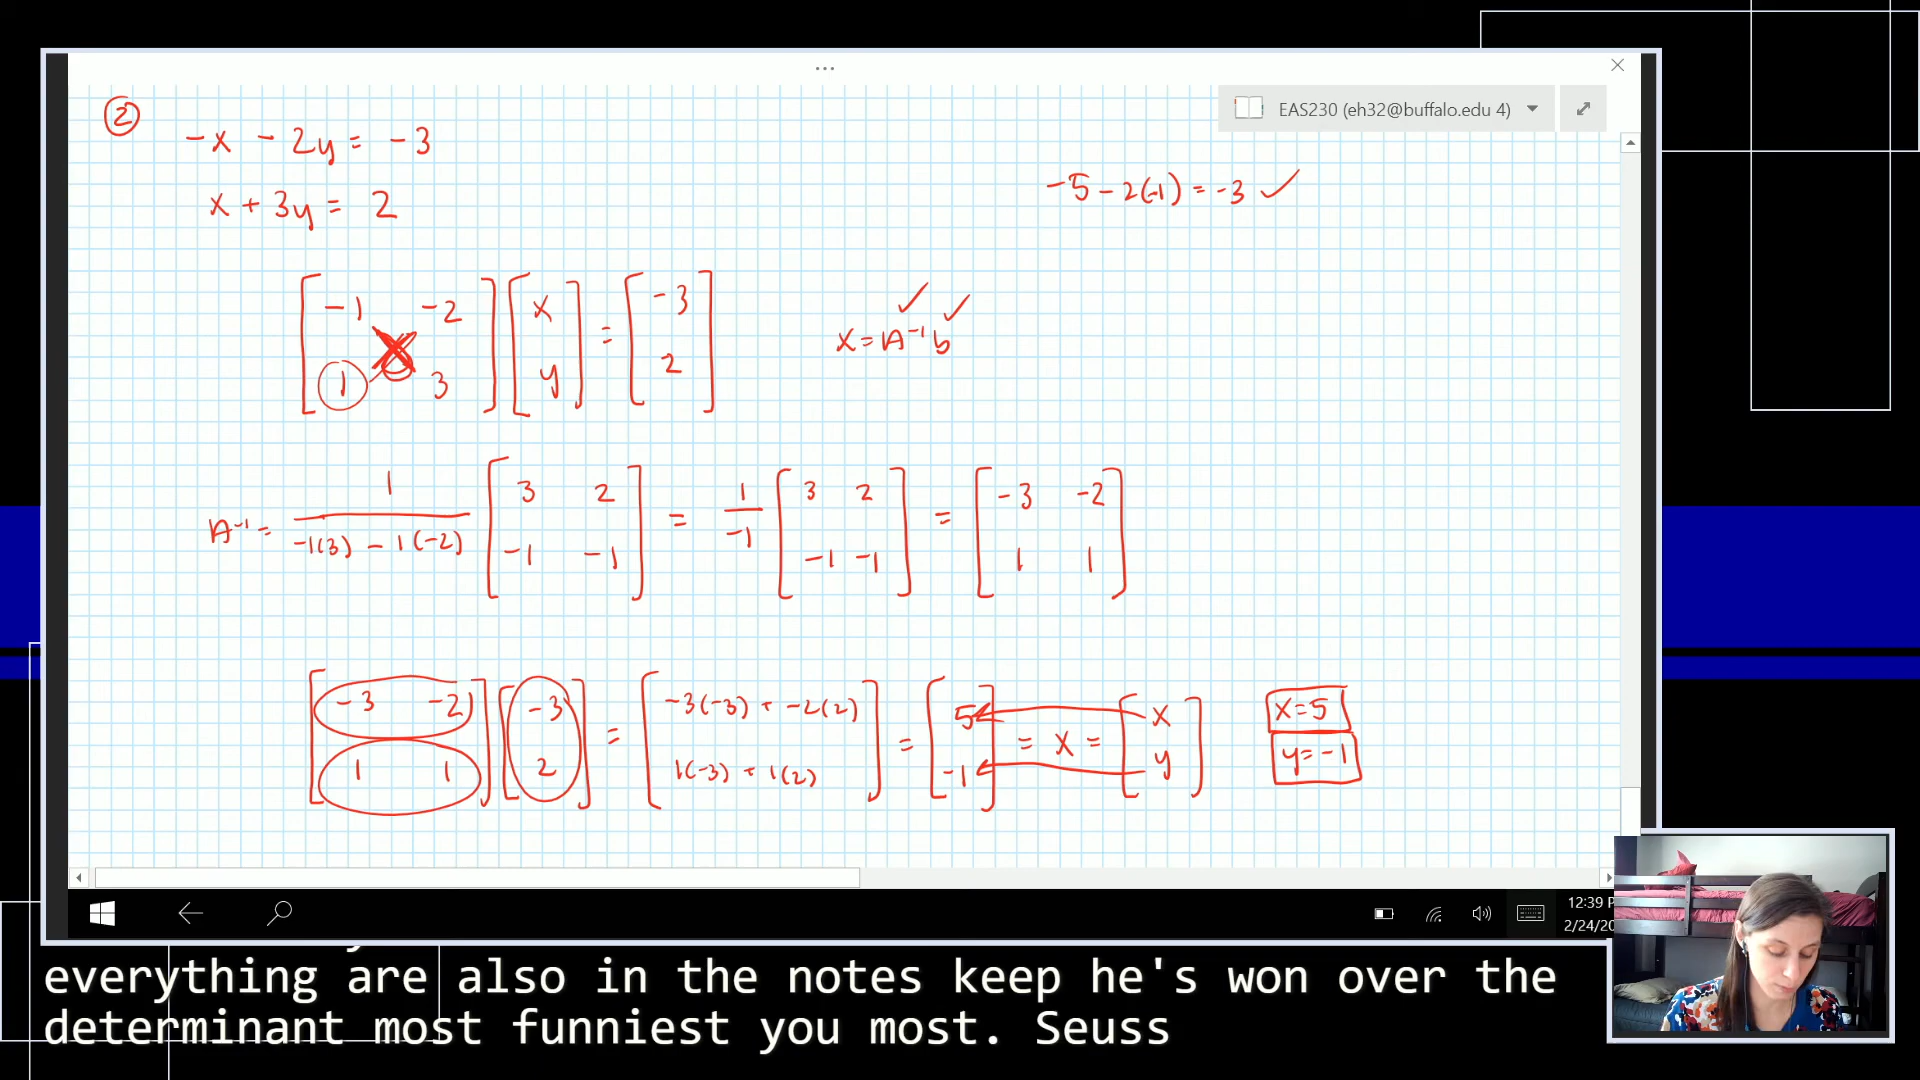 ...
EAS230 (eh32@buffalo.edu 4)
②
-x - 2y = -3
x + 3y = 2
-5 - 2(-1) = -3 ✓
[-1 -2; 1 3] [x; y] = [-3; 2]
x = A⁻¹ b
A⁻¹ = 1/(-1(3) - 1(-2)) [3 2; -1 -1] = 1/-1 [3 2; -1 -1] = [-3 -2; 1 1]
[-3 -2; 1 1] [-3; 2] = [-3(-3) + -2(2); 1(-3) + 1(2)] = [5; -1] = x = [x; y]
x=5
y=-1
12:39 P
2/24/20
everything are also in the notes keep he's won over the
determinant most funniest you most. Seuss